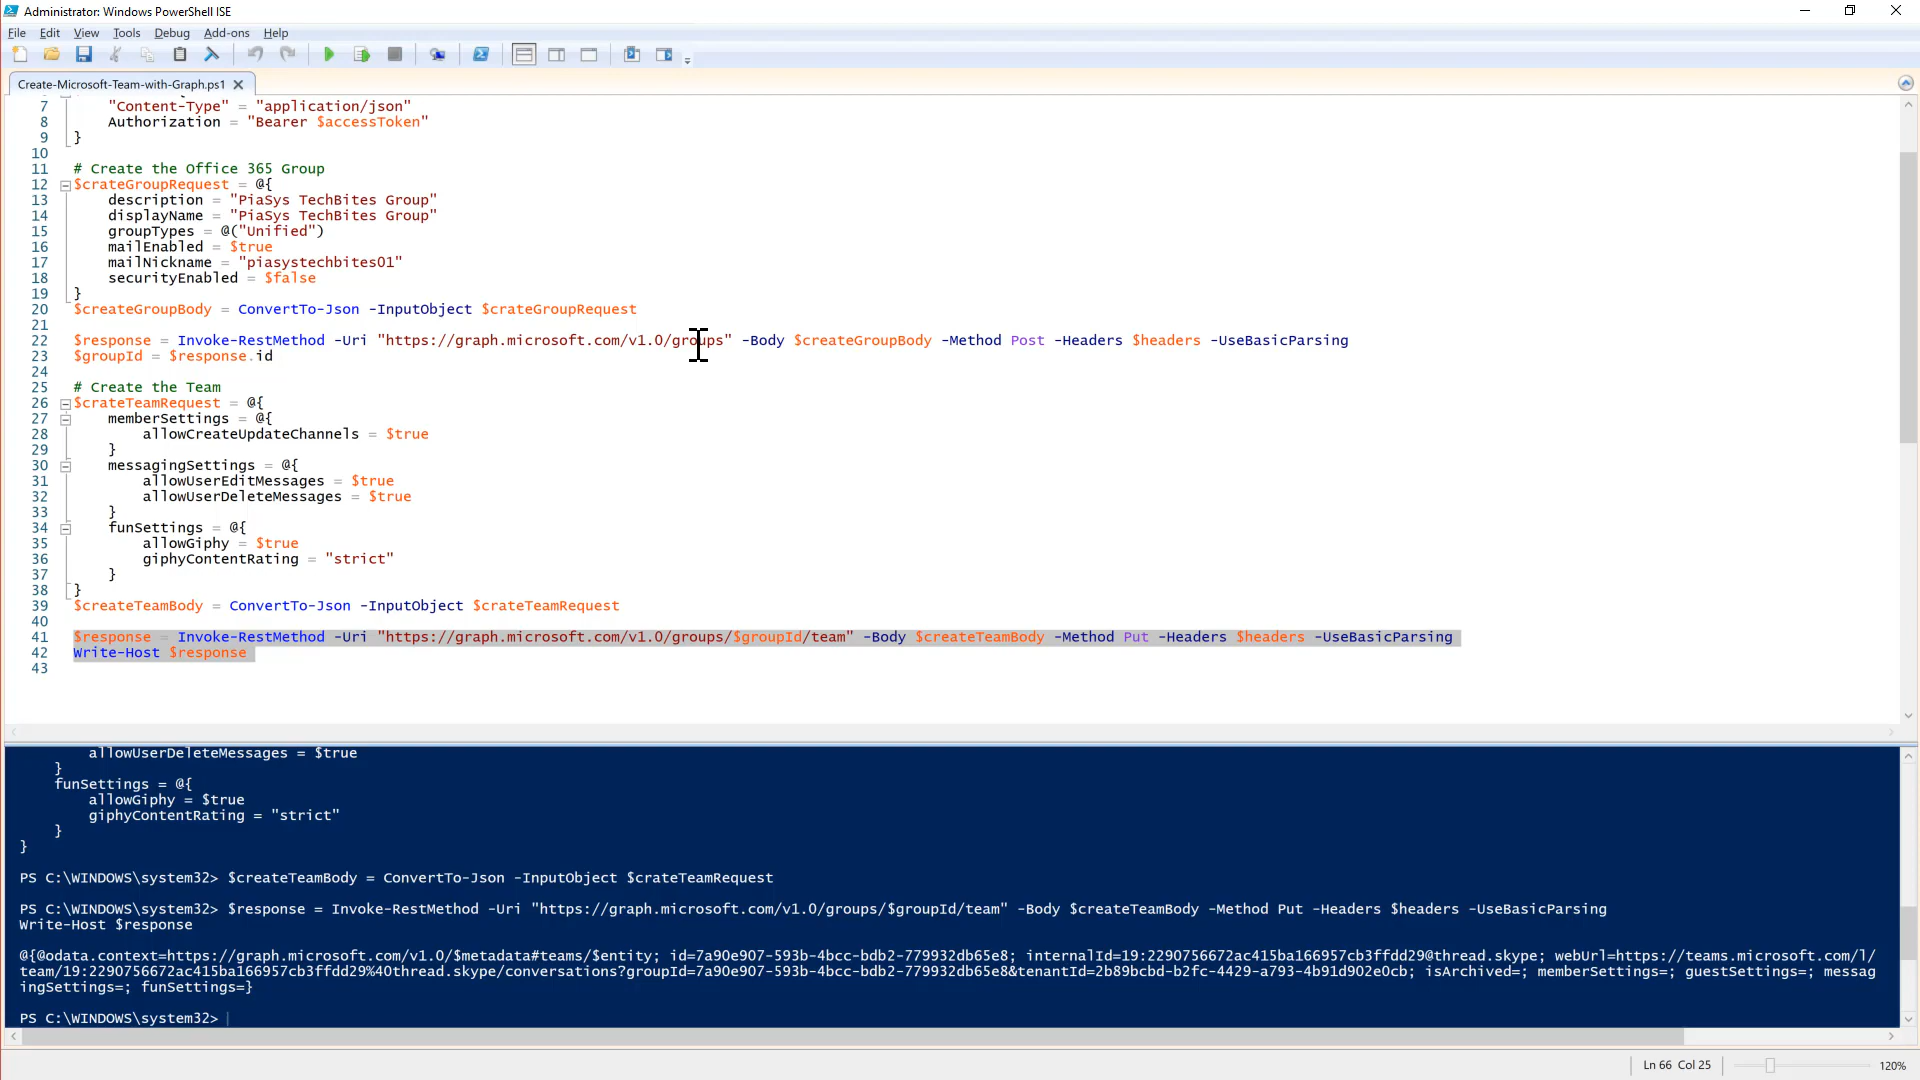 Administrator: Windows PowerShell ISE
File Edit View Tools Debug Add-ons Help
Create-Microsoft-Team-with-Graph.ps1
7 "Content-Type" = "application/json"
8 Authorization = "Bearer $accessToken"
9 }
10
11 # Create the Office 365 Group
12 $crateGroupRequest = @{
13 description = "PiaSys TechBites Group"
14 displayName = "PiaSys TechBites Group"
15 groupTypes = @("Unified")
16 mailEnabled = $true
17 mailNickname = "piasystechbites01"
18 securityEnabled = $false
19 }
20 $createGroupBody = ConvertTo-Json -InputObject $crateGroupRequest
21
22 $response = Invoke-RestMethod -Uri "https://graph.microsoft.com/v1.0/groups" -Body $createGroupBody -Method Post -Headers $headers -UseBasicParsing
23 $groupId = $response.id
24
25 # Create the Team
26 $crateTeamRequest = @{
27 memberSettings = @{
28 allowCreateUpdateChannels = $true
29 }
30 messagingSettings = @{
31 allowUserEditMessages = $true
32 allowUserDeleteMessages = $true
33 }
34 funSettings = @{
35 allowGiphy = $true
36 giphyContentRating = "strict"
37 }
38 }
39 $createTeamBody = ConvertTo-Json -InputObject $crateTeamRequest
40
41 $response = Invoke-RestMethod -Uri "https://graph.microsoft.com/v1.0/groups/$groupId/team" -Body $createTeamBody -Method Put -Headers $headers -UseBasicParsing
42 Write-Host $response
43
allowUserDeleteMessages = $true
}
funSettings = @{
allowGiphy = $true
giphyContentRating = "strict"
}
}
PS C:\WINDOWS\system32> $createTeamBody = ConvertTo-Json -InputObject $crateTeamRequest
PS C:\WINDOWS\system32> $response = Invoke-RestMethod -Uri "https://graph.microsoft.com/v1.0/groups/$groupId/team" -Body $createTeamBody -Method Put -Headers $headers -UseBasicParsing
Write-Host $response
@{@odata.context=https://graph.microsoft.com/v1.0/$metadata#teams/$entity; id=7a90e907-593b-4bcc-bdb2-779932db65e8; internalId=19:2290756672ac415ba166957cb3ffdd29@thread.skype; webUrl=https://teams.microsoft.com/l/
team/19:2290756672ac415ba166957cb3ffdd29%40thread.skype/conversations?groupId=7a90e907-593b-4bcc-bdb2-779932db65e8&tenantId=2b89bcbd-b2fc-4429-a793-4b91d902e0cb; isArchived=; memberSettings=; guestSettings=; messag
ingSettings=; funSettings=}
PS C:\WINDOWS\system32>
Ln 66 Col 25
120%